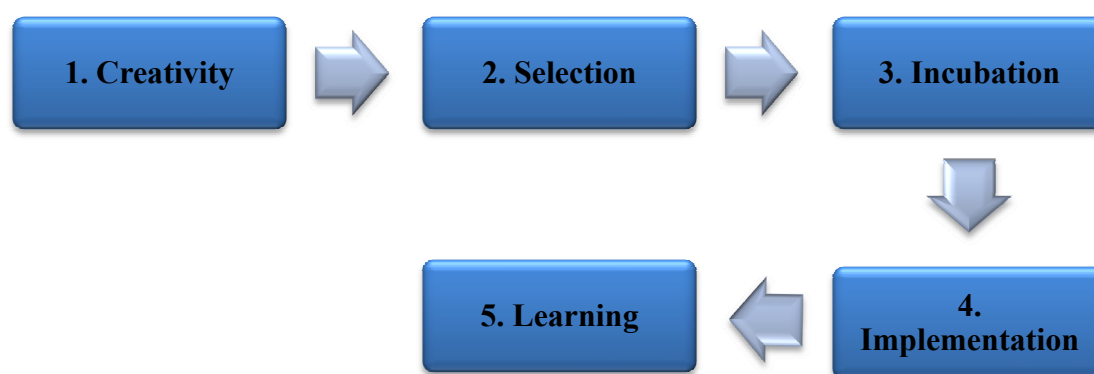 1. Creativity
2. Selection
3. Incubation
4.
Implementation
5. Learning